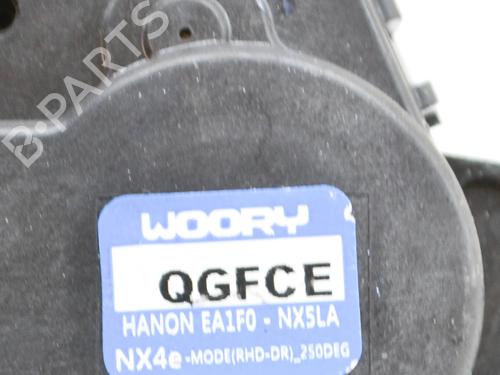 B-PARTS
WOORY
QGFCE
HANON EA1F0 - NX5LA
NX4e-MODE(RHD-DR)_250DEG